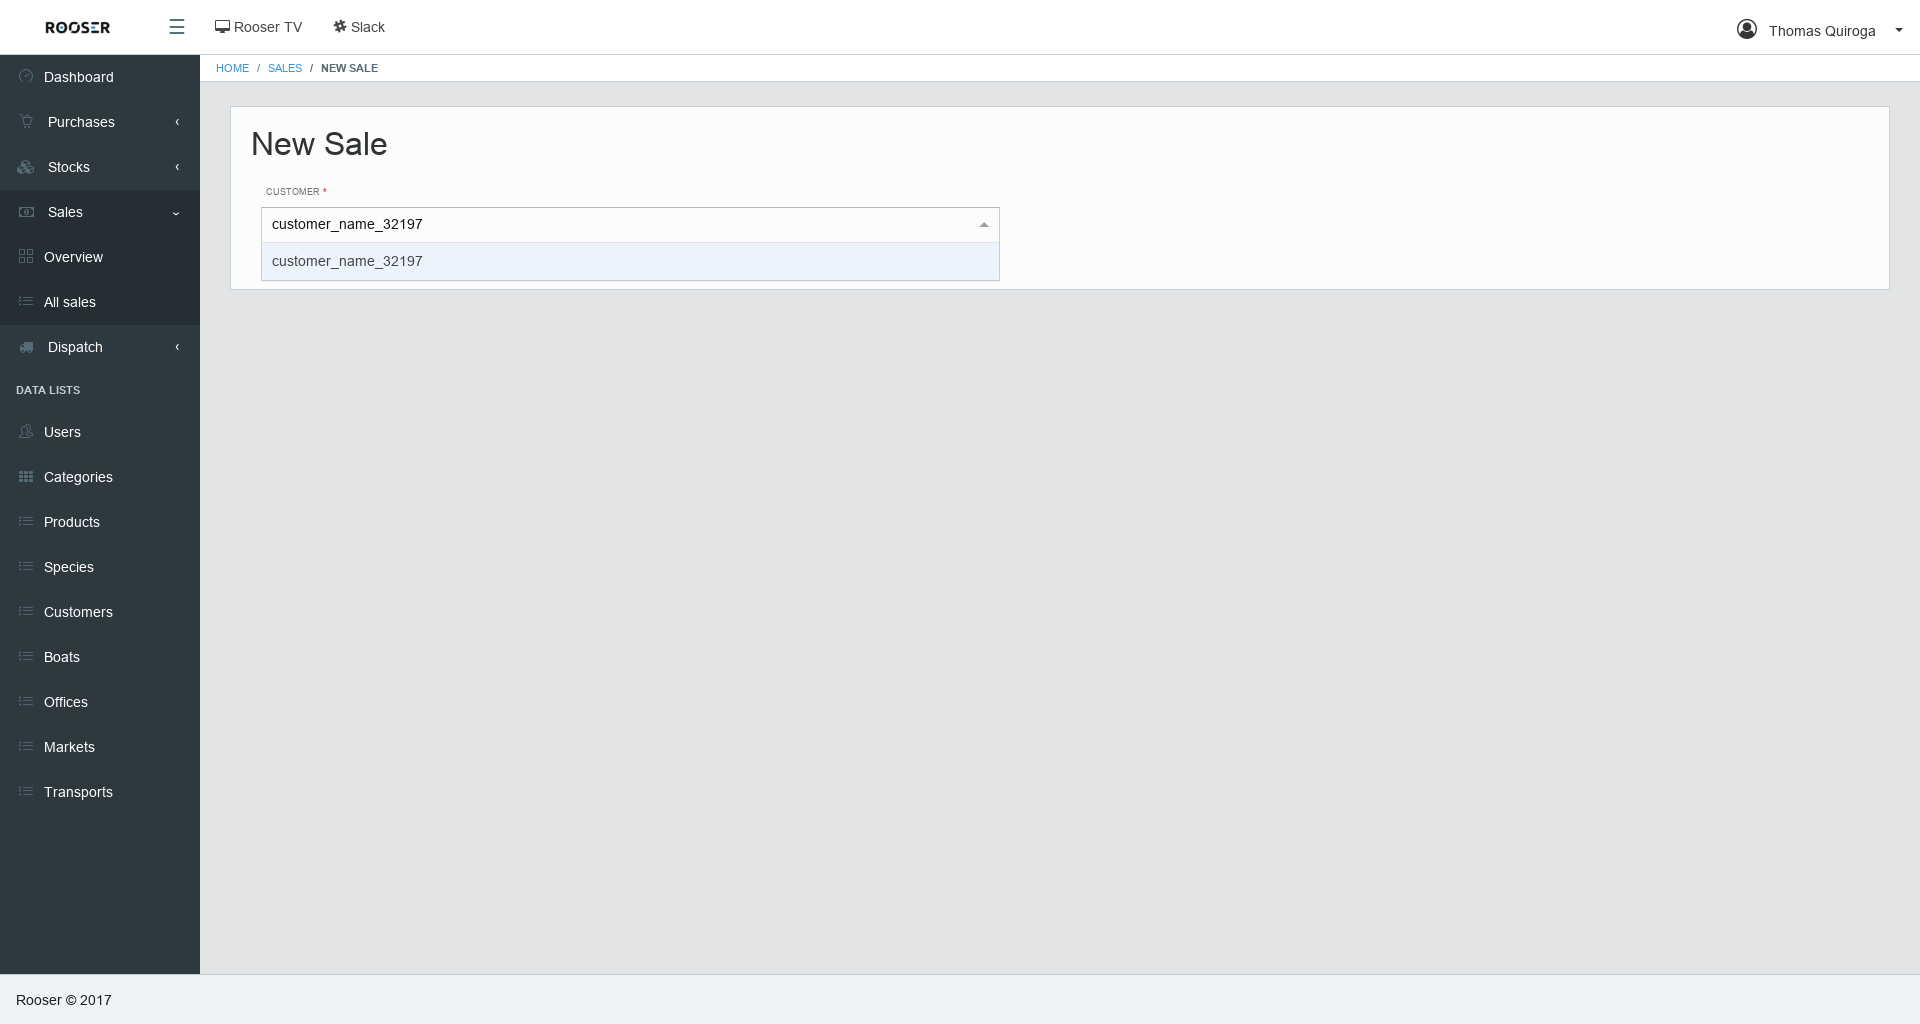 ROOSER
Rooser TV
Slack
Thomas Quiroga
HOME / SALES / NEW SALE
Dashboard
Purchases
Stocks
Sales
Overview
All sales
Dispatch
DATA LISTS
Users
Categories
Products
Species
Customers
Boats
Offices
Markets
Transports
New Sale
CUSTOMER *
customer_name_32197
customer_name_32197
Rooser © 2017